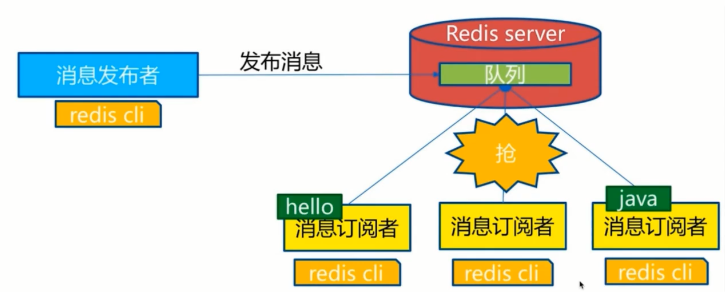 Redis server
消息发布者
发布消息
队列
redis cli
抢
hello
java
消息订阅者
消息订阅者
消息订阅者
redis cli
redis cli
redis cli